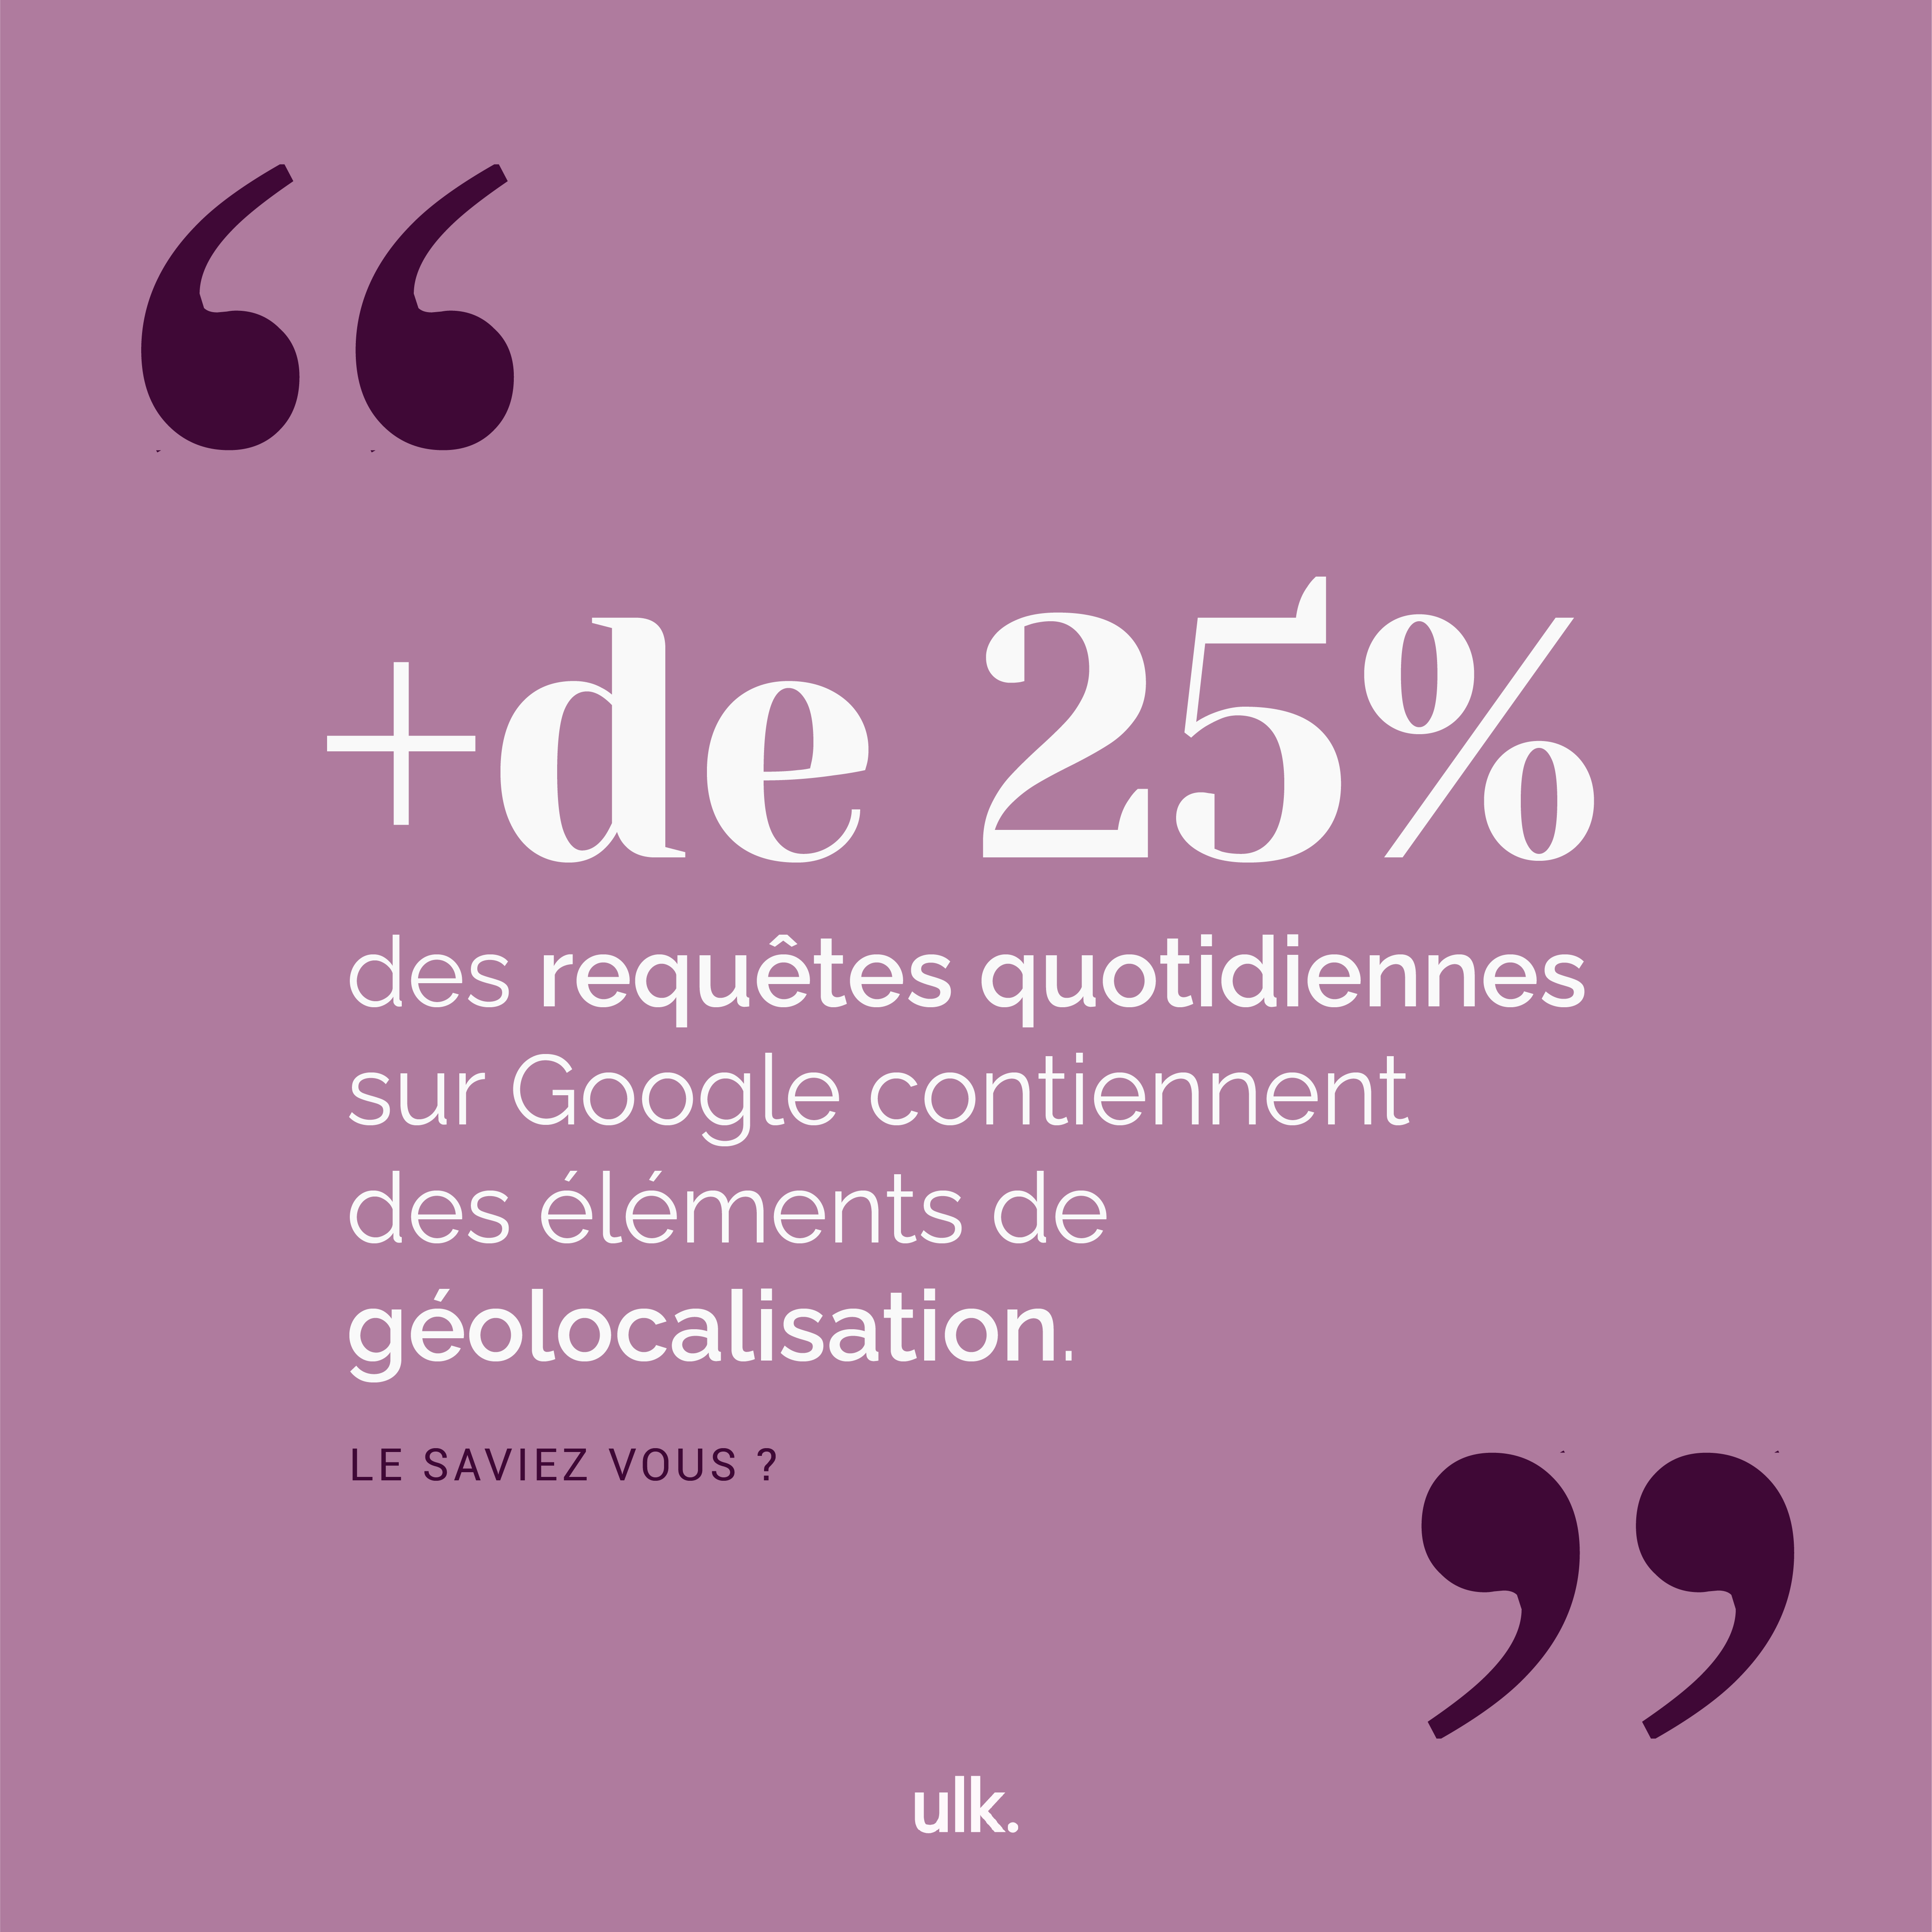 “
+de 25%
des requêtes quotidiennes
sur Google contiennent
des éléments de
géolocalisation.
LE SAVIEZ VOUS ?
”
ulk.